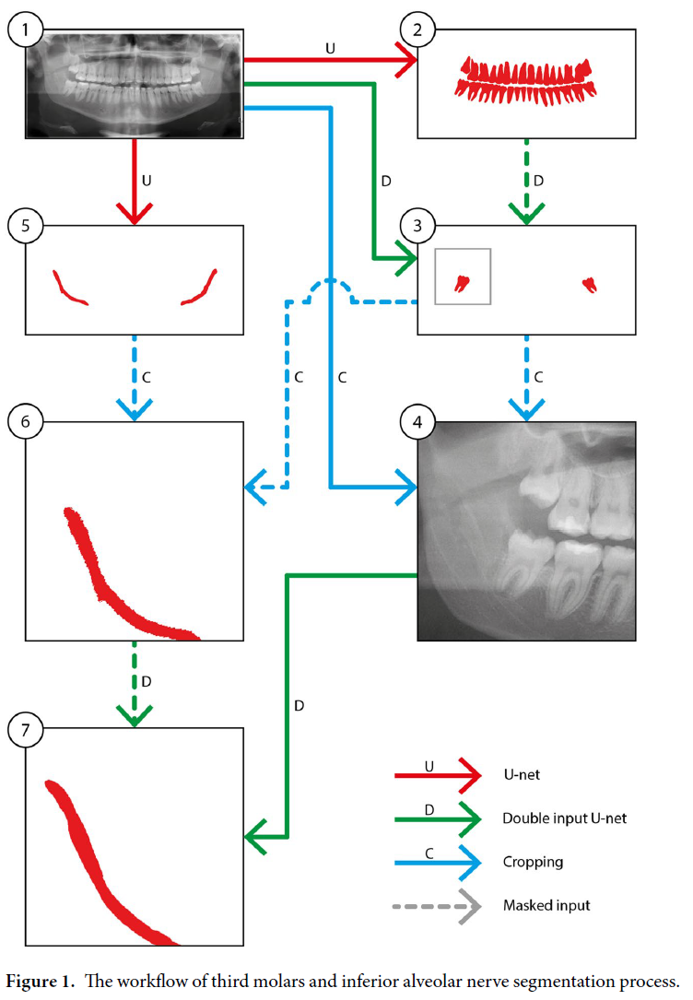 1
2
U
U
D
D
5
3
C
C
C
C
6
4
D
D
7
U
U-net
D
Double input U-net
C
Cropping
Masked input
Figure 1. The workflow of third molars and inferior alveolar nerve segmentation process.